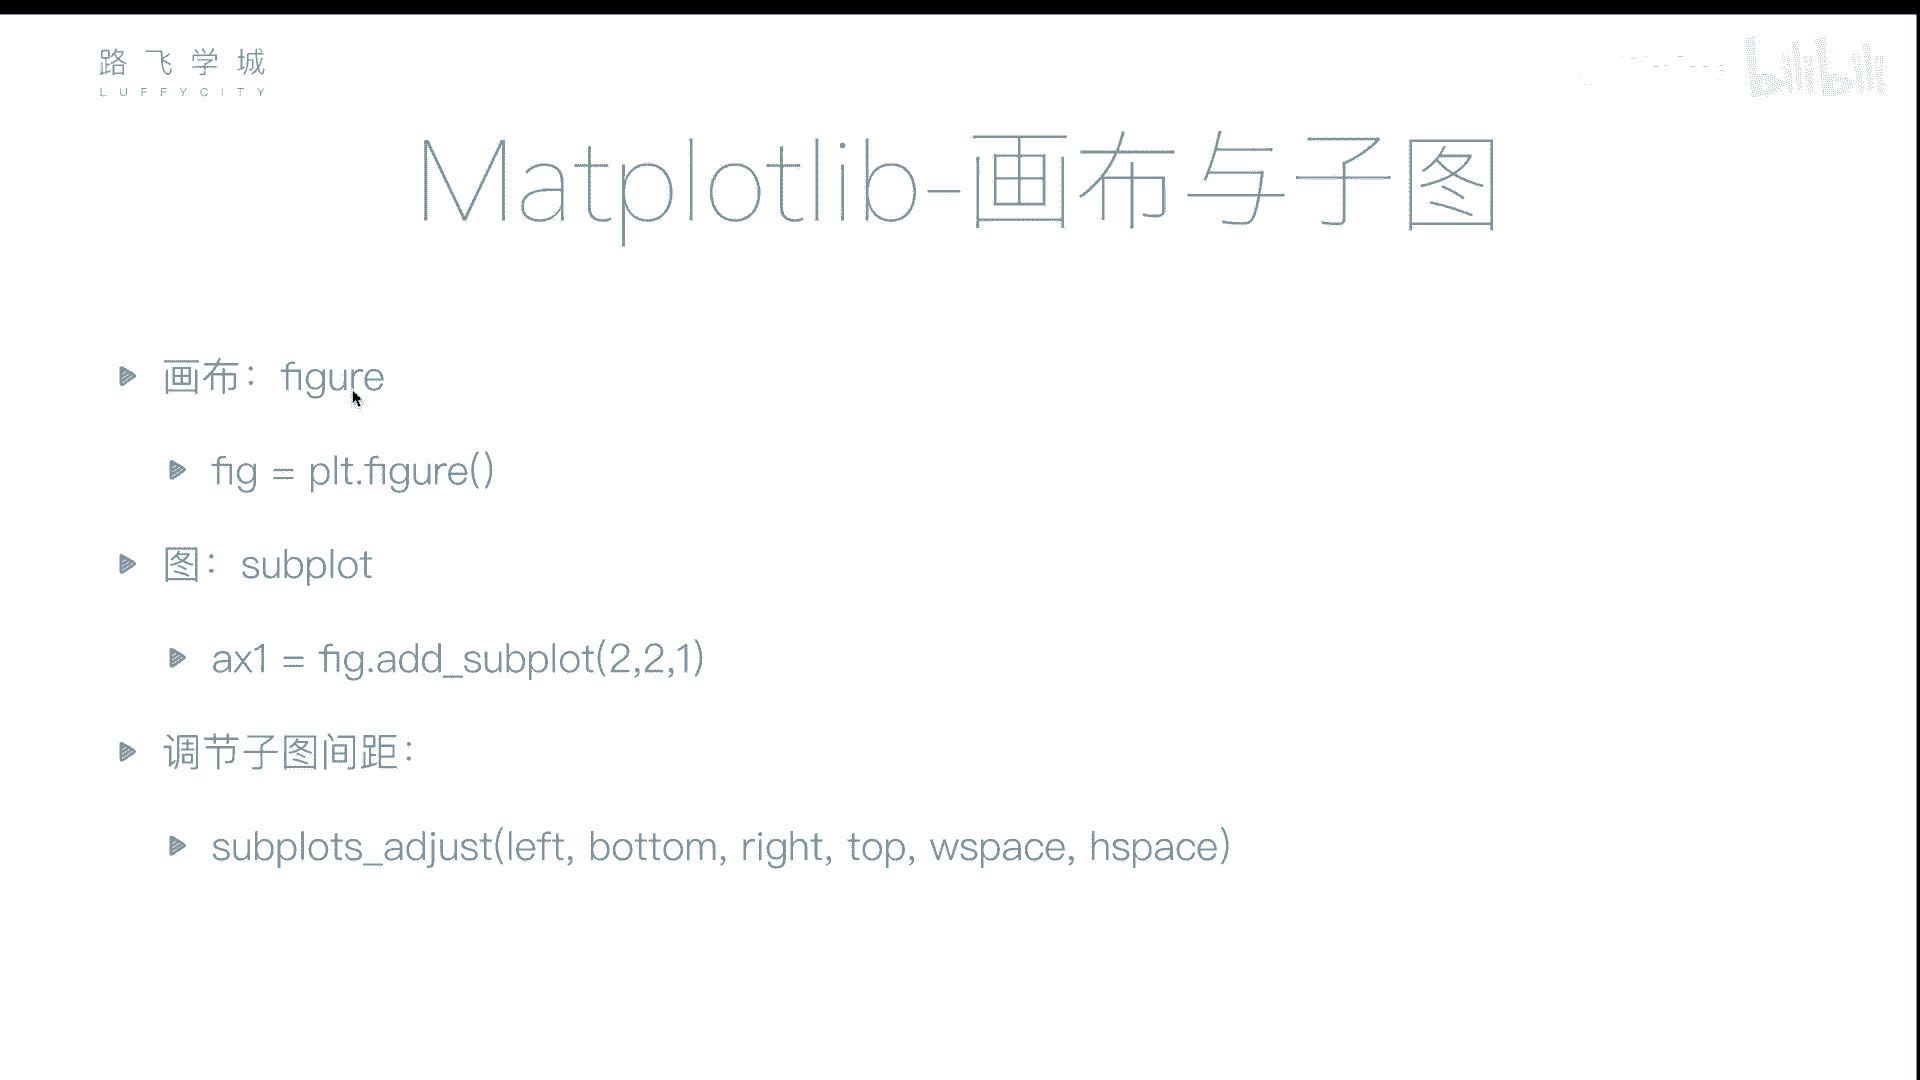 路飞学城
LUFFYCITY
bilibili
Matplotlib-画布与子图
画布：figure
fig = plt.figure()
图：subplot
ax1 = fig.add_subplot(2,2,1)
调节子图间距：
subplots_adjust(left, bottom, right, top, wspace, hspace)